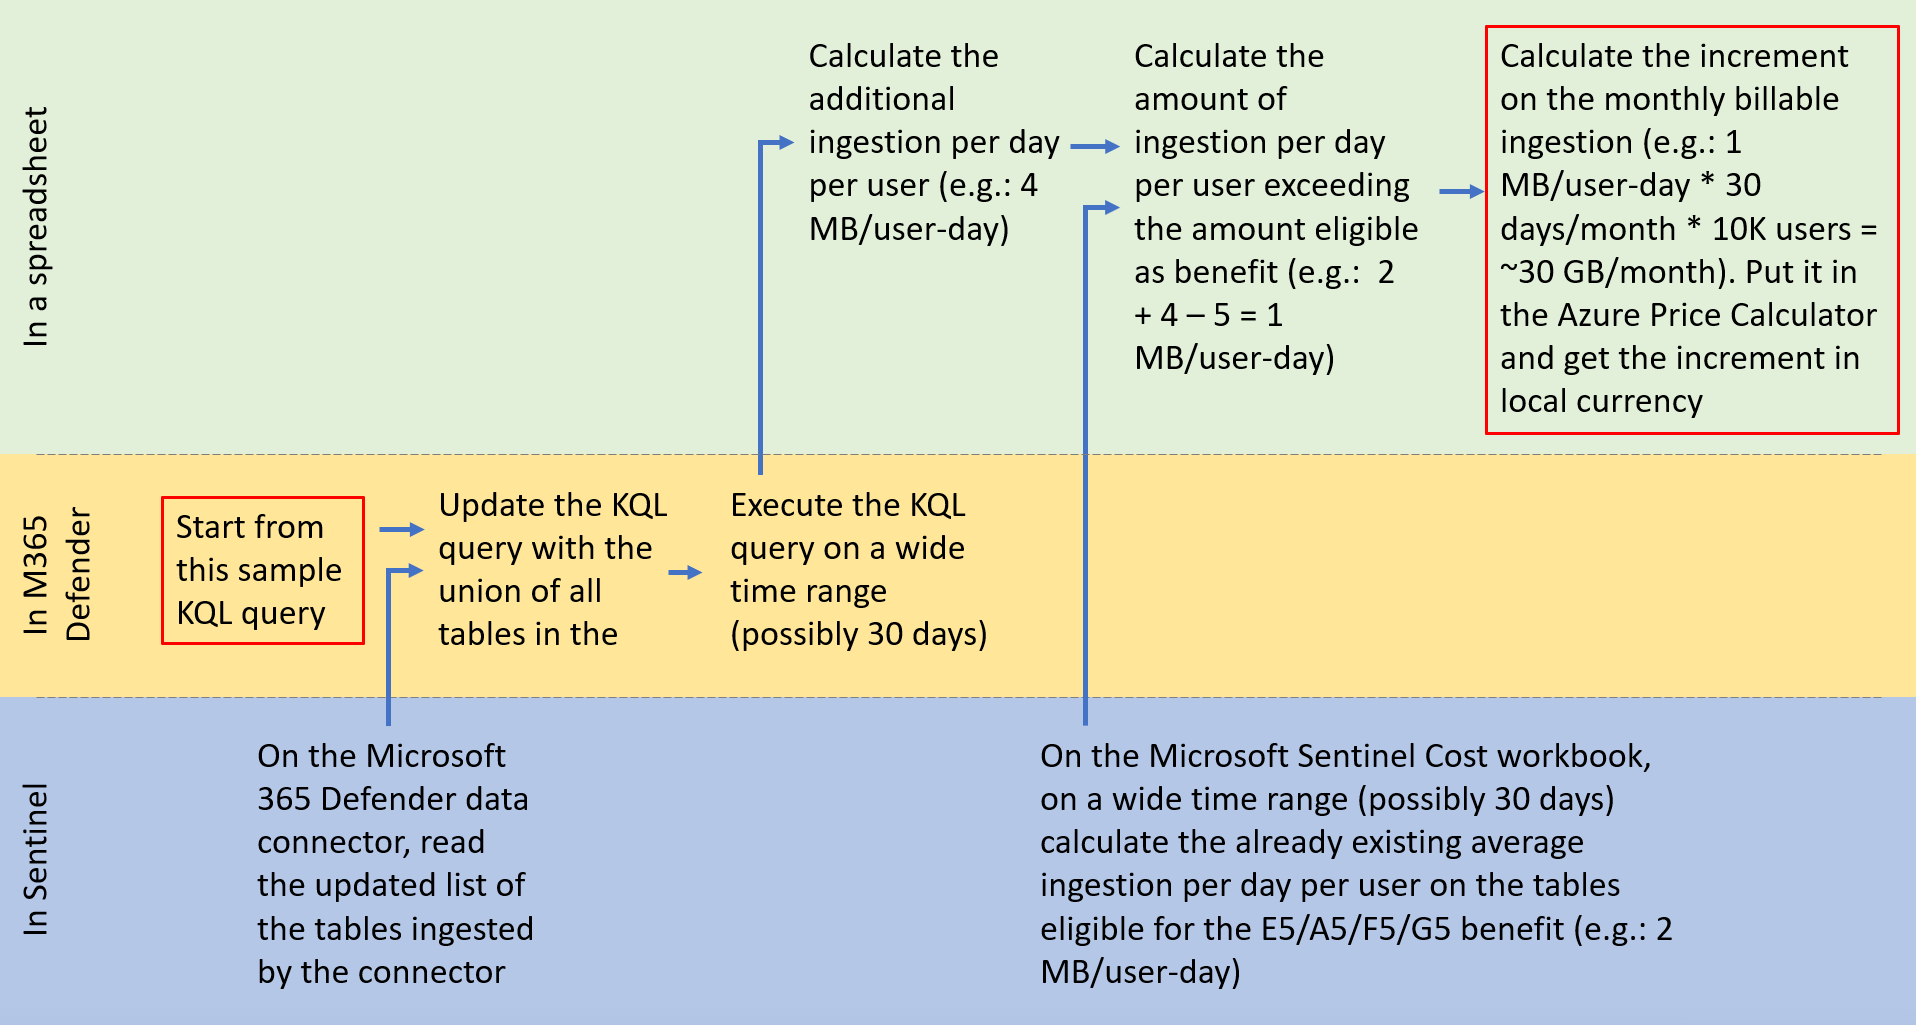 In a spreadsheet
Calculate the
additional
ingestion per day
per user (e.g.: 4
MB/user-day)
Calculate the
amount of
ingestion per day
per user exceeding
the amount eligible
as benefit (e.g.:  2
+ 4 – 5 = 1
MB/user-day)
Calculate the increment
on the monthly billable
ingestion (e.g.: 1
MB/user-day * 30
days/month * 10K users =
~30 GB/month). Put it in
the Azure Price Calculator
and get the increment in
local currency
In M365
Defender
Start from
this sample
KQL query
Update the KQL
query with the
union of all
tables in the
Execute the KQL
query on a wide
time range
(possibly 30 days)
In Sentinel
On the Microsoft
365 Defender data
connector, read
the updated list of
the tables ingested
by the connector
On the Microsoft Sentinel Cost workbook,
on a wide time range (possibly 30 days)
calculate the already existing average
ingestion per day per user on the tables
eligible for the E5/A5/F5/G5 benefit (e.g.: 2
MB/user-day)